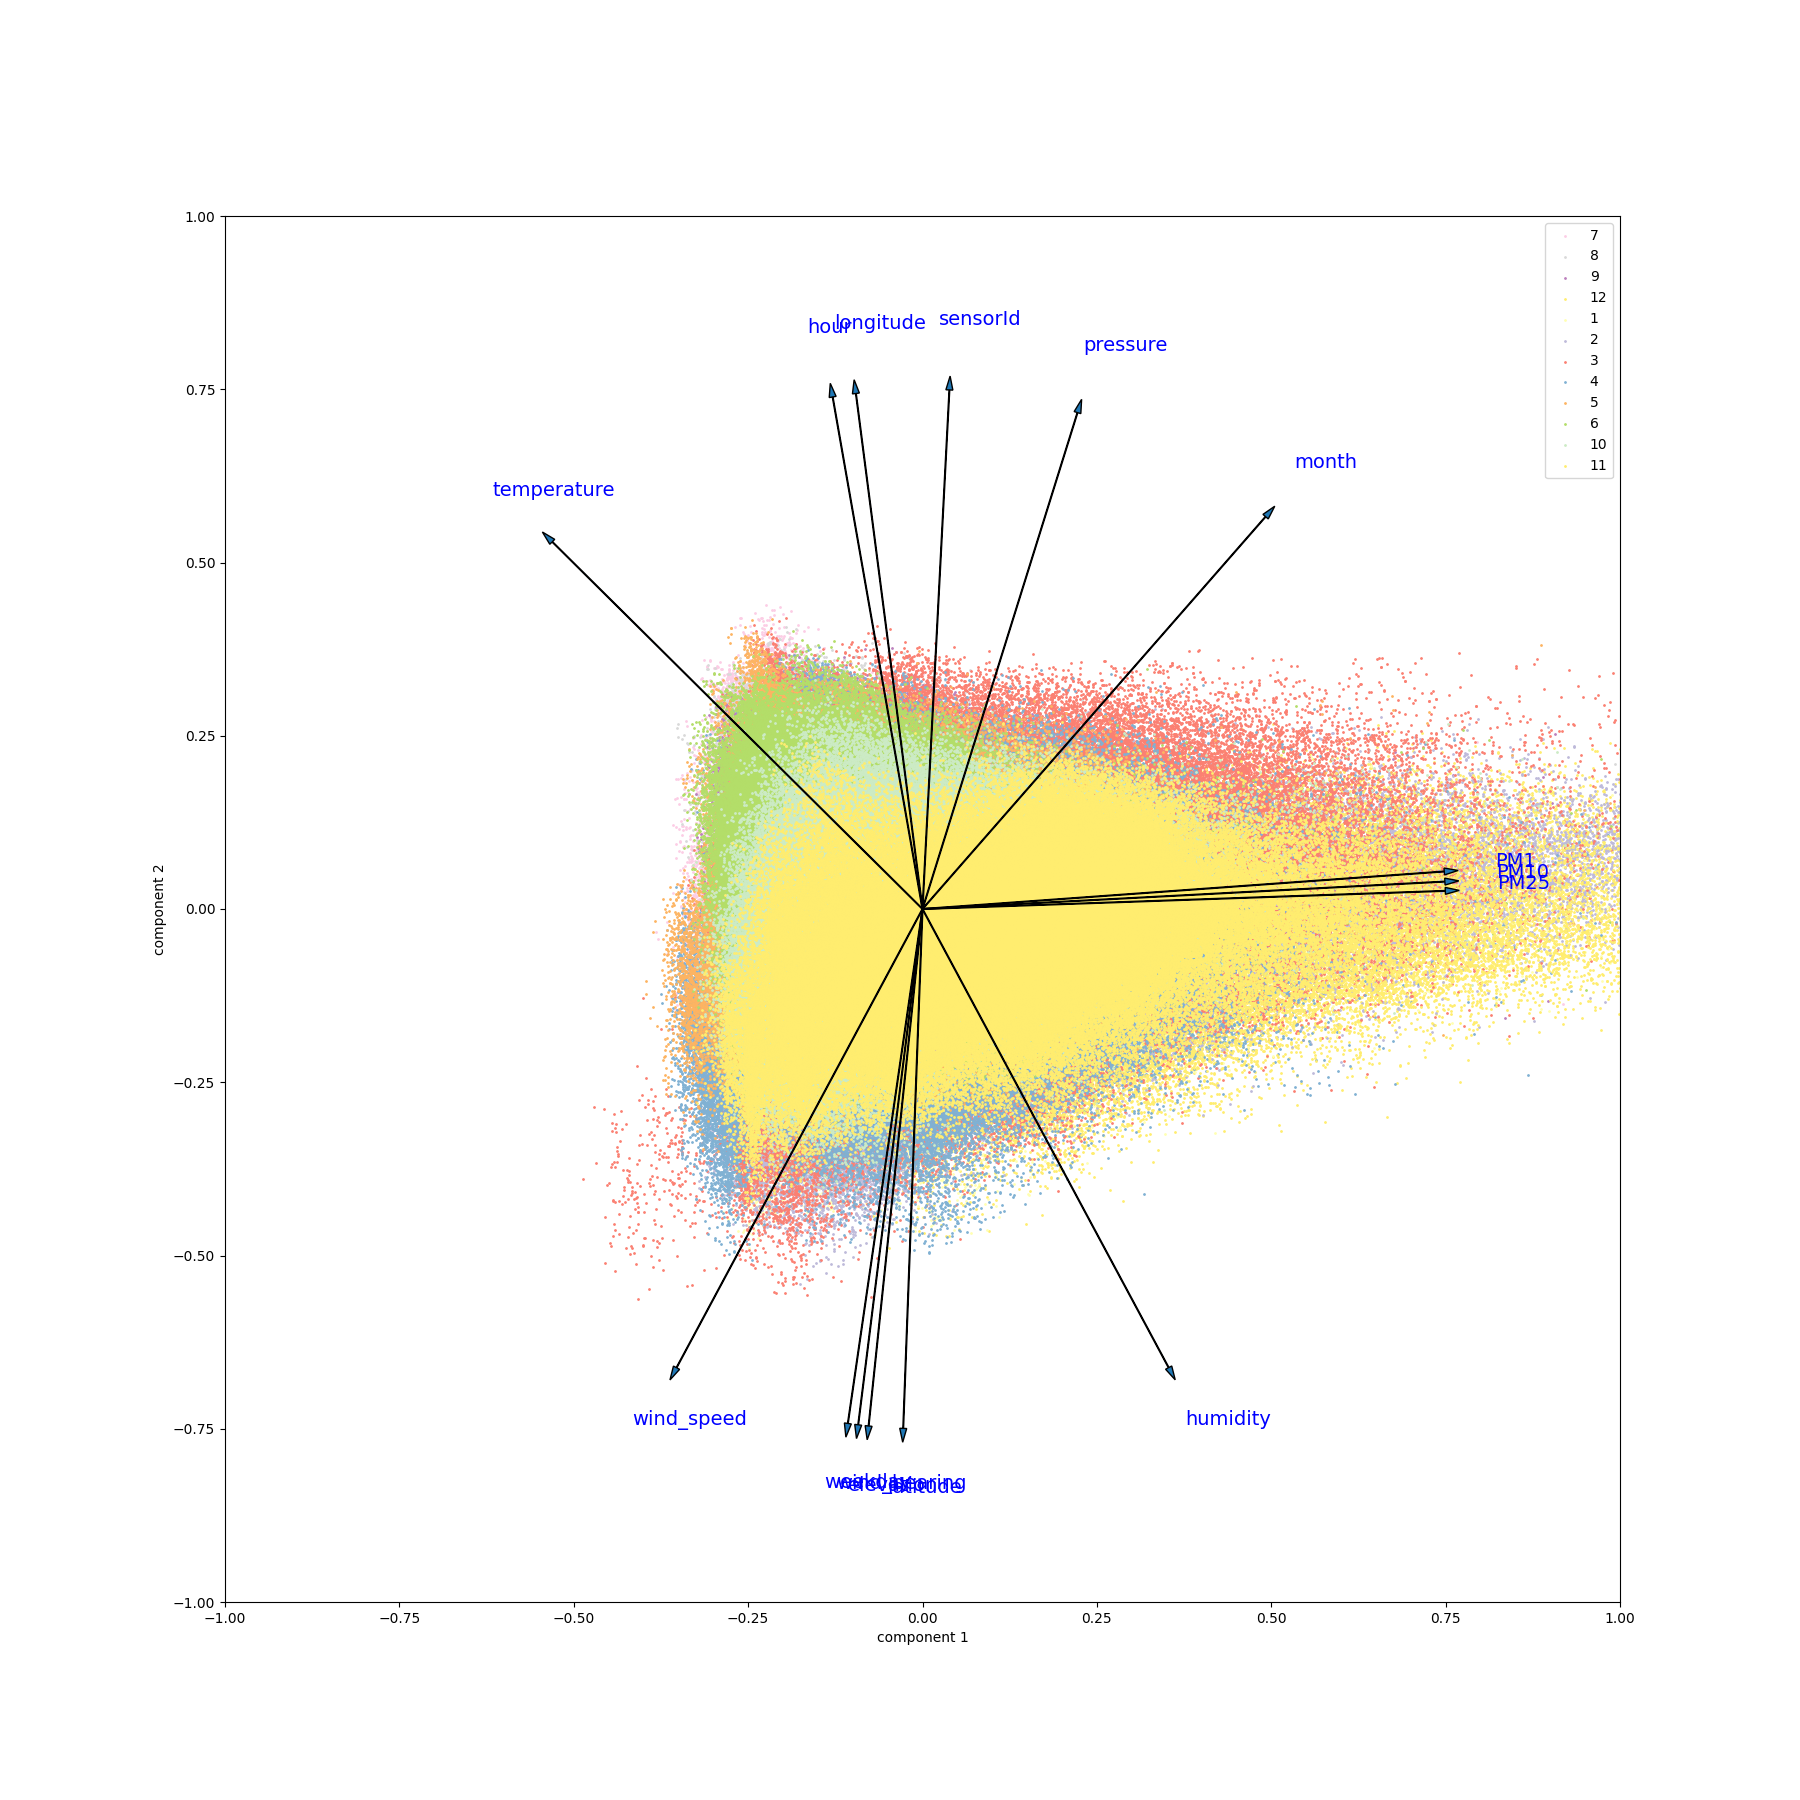 1.00
0.75
0.50
0.25
0.00
−0.25
−0.50
−0.75
−1.00
component 2
7
8
9
12
1
2
3
4
5
6
10
11
hour
longitude
sensorId
pressure
month
temperature
PM1
PM10
PM25
wind_speed
humidity
−1.00 −0.75 −0.50 −0.25 0.00 0.25 0.50 0.75 1.00
component 1